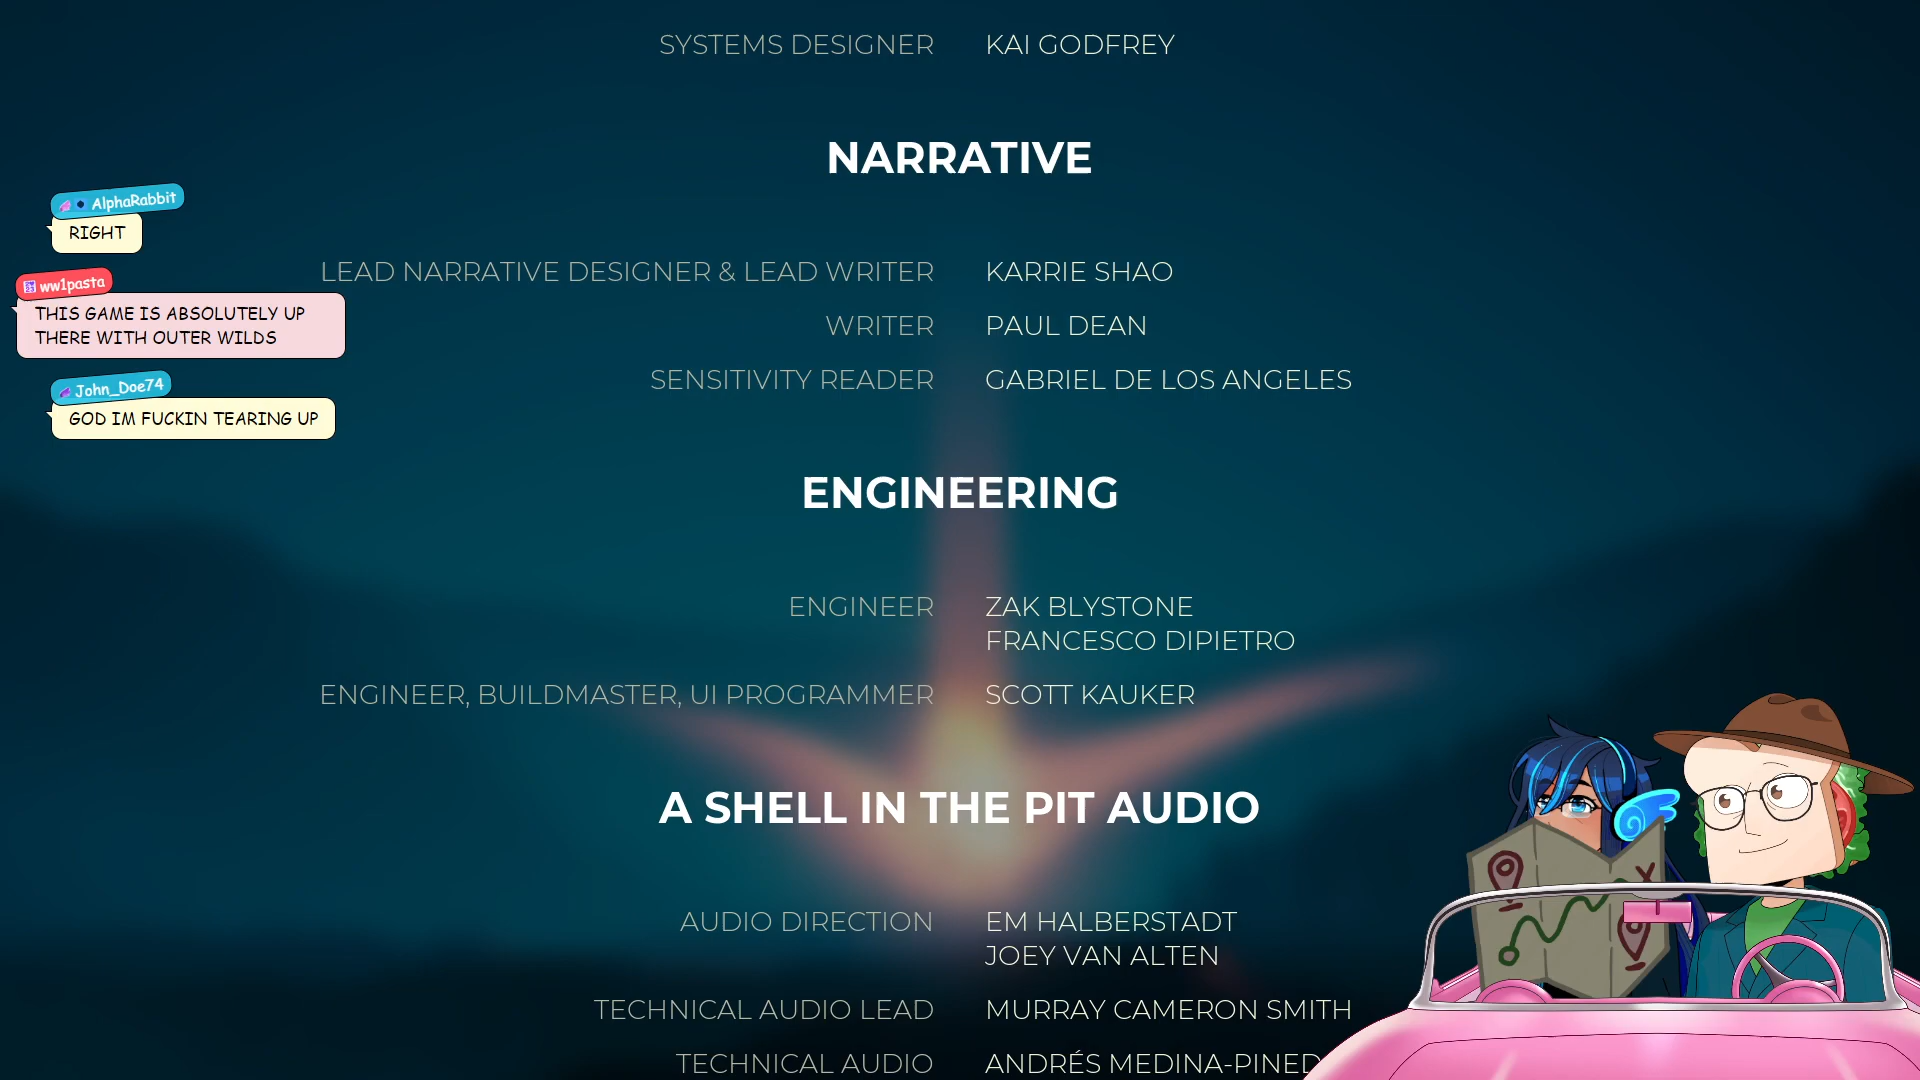 SYSTEMS DESIGNER KAI GODFREY
NARRATIVE
AlphaRabbit
RIGHT
ww1pasta
THIS GAME IS ABSOLUTELY UP
THERE WITH OUTER WILDS
John_Doe74
GOD IM FUCKIN TEARING UP
LEAD NARRATIVE DESIGNER & LEAD WRITER KARRIE SHAO
WRITER PAUL DEAN
SENSITIVITY READER GABRIEL DE LOS ANGELES
ENGINEERING
ENGINEER ZAK BLYSTONE
FRANCESCO DIPIETRO
ENGINEER, BUILDMASTER, UI PROGRAMMER SCOTT KAUKER
A SHELL IN THE PIT AUDIO
AUDIO DIRECTION EM HALBERSTADT
JOEY VAN ALTEN
TECHNICAL AUDIO LEAD MURRAY CAMERON SMITH
TECHNICAL AUDIO ANDRÉS